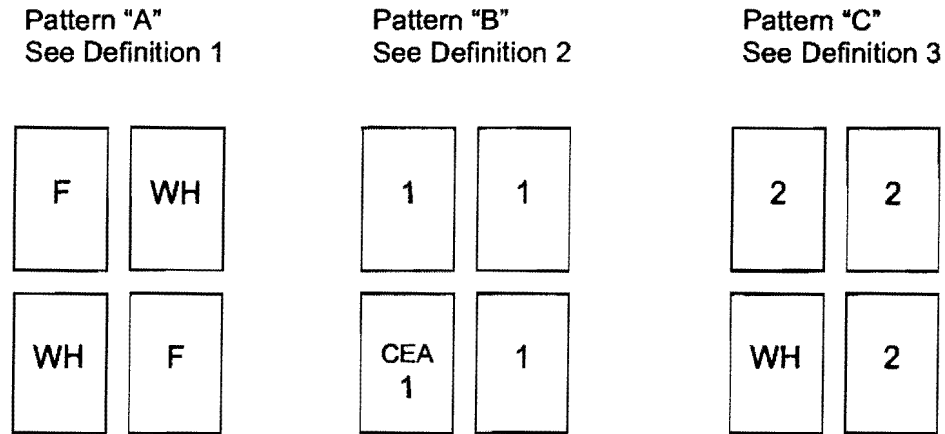 Pattern "A"
See Definition 1
Pattern "B"
See Definition 2
Pattern "C"
See Definition 3
F WH
1 1
2 2
WH F
CEA
1
1
WH 2